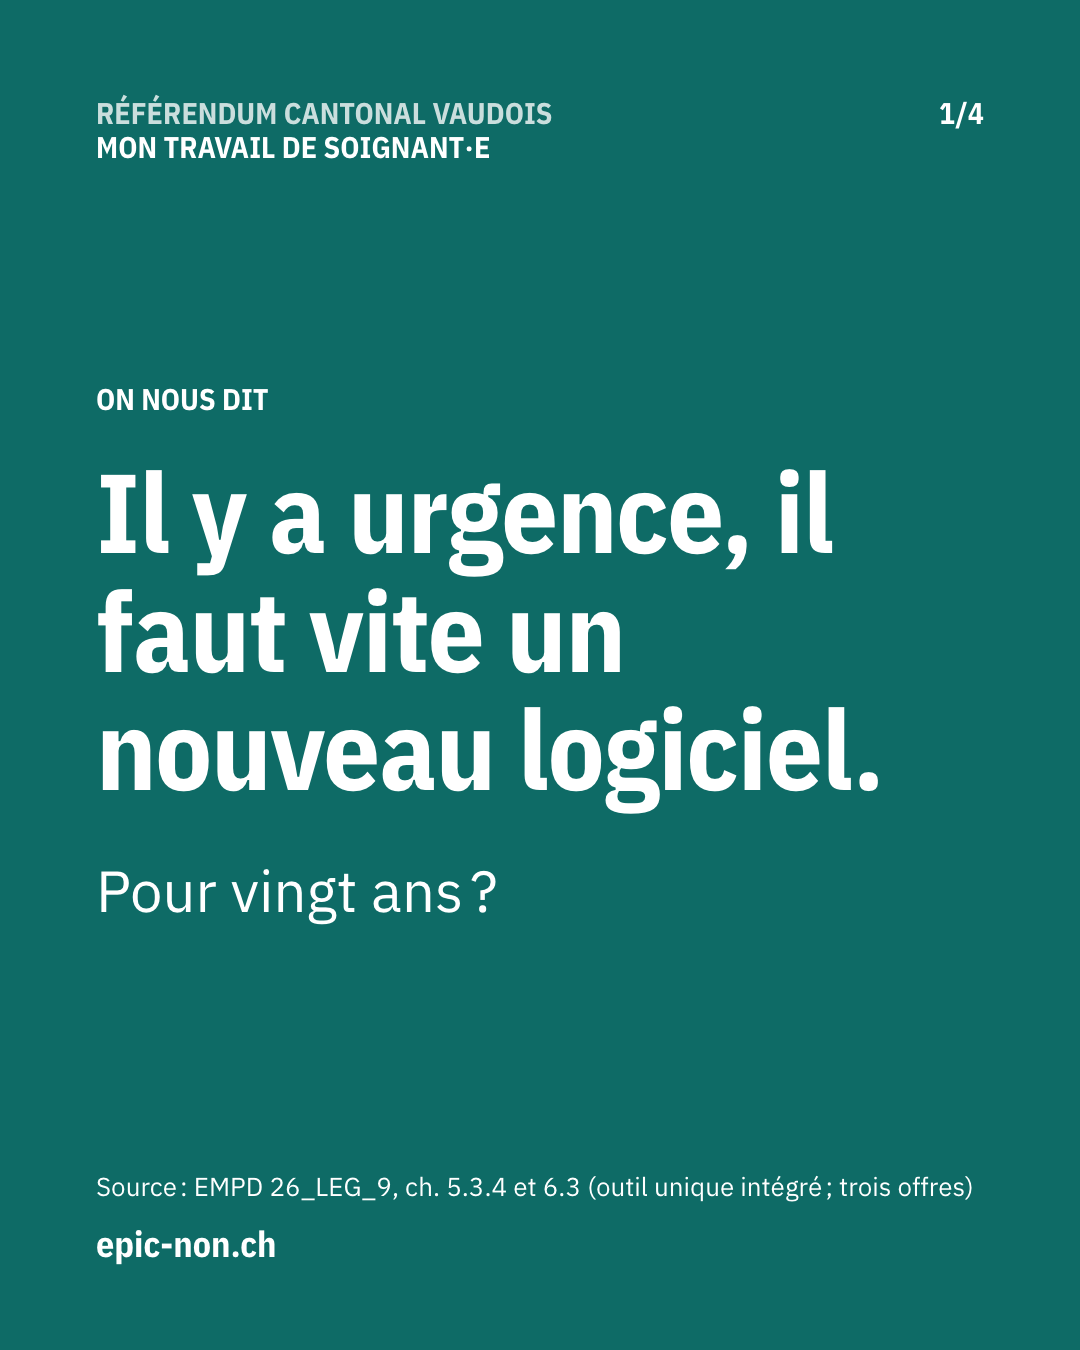 RÉFÉRENDUM CANTONAL VAUDOIS
1/4
MON TRAVAIL DE SOIGNANT·E
ON NOUS DIT
Il y a urgence, il
faut vite un
nouveau logiciel.
Pour vingt ans ?
Source : EMPD 26_LEG_9, ch. 5.3.4 et 6.3 (outil unique intégré ; trois offres)
epic-non.ch